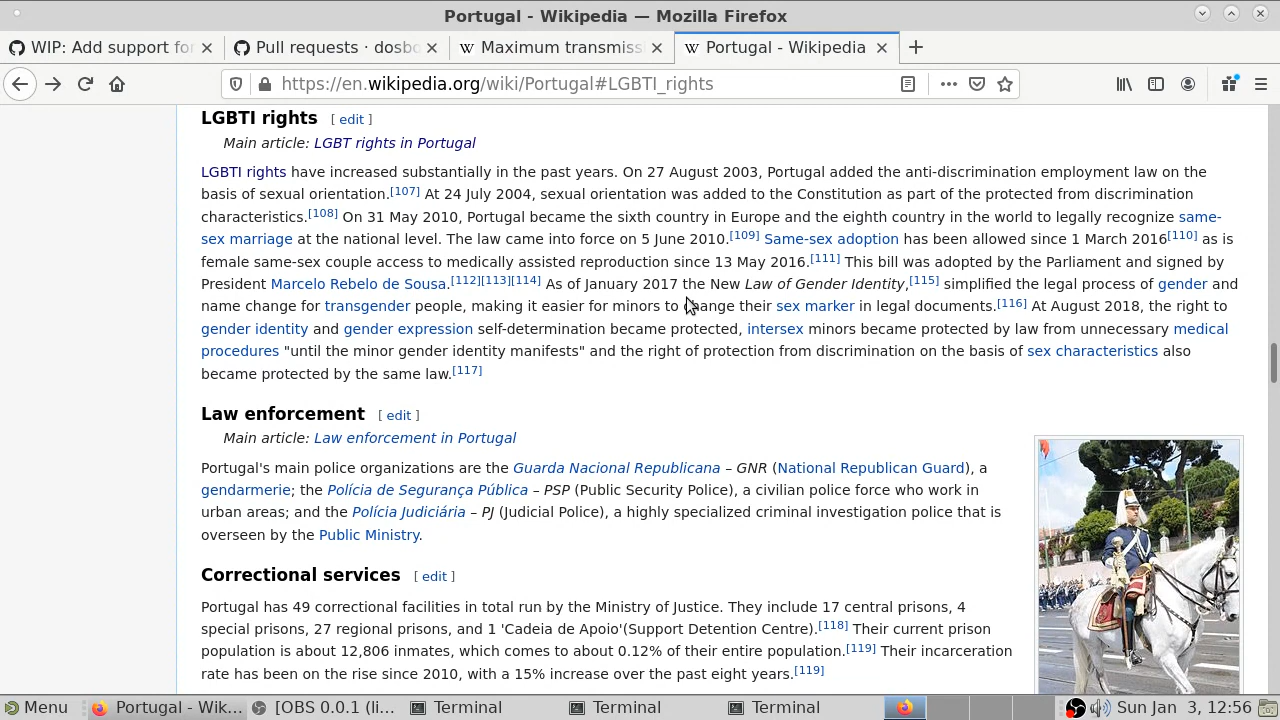 Portugal - Wikipedia — Mozilla Firefox
WIP: Add support fo
Pull requests · dosbo
Maximum transmiss
Portugal - Wikipedia
https://en.wikipedia.org/wiki/Portugal#LGBTI_rights
LGBTI rights [ edit ]
Main article: LGBT rights in Portugal
LGBTI rights have increased substantially in the past years. On 27 August 2003, Portugal added the anti-discrimination employment law on the
basis of sexual orientation.[107] At 24 July 2004, sexual orientation was added to the Constitution as part of the protected from discrimination
characteristics.[108] On 31 May 2010, Portugal became the sixth country in Europe and the eighth country in the world to legally recognize same-
sex marriage at the national level. The law came into force on 5 June 2010.[109] Same-sex adoption has been allowed since 1 March 2016[110] as is
female same-sex couple access to medically assisted reproduction since 13 May 2016.[111] This bill was adopted by the Parliament and signed by
President Marcelo Rebelo de Sousa.[112][113][114] As of January 2017 the New Law of Gender Identity,[115] simplified the legal process of gender and
name change for transgender people, making it easier for minors to change their sex marker in legal documents.[116] At August 2018, the right to
gender identity and gender expression self-determination became protected, intersex minors became protected by law from unnecessary medical
procedures "until the minor gender identity manifests" and the right of protection from discrimination on the basis of sex characteristics also
became protected by the same law.[117]
Law enforcement [ edit ]
Main article: Law enforcement in Portugal
Portugal's main police organizations are the Guarda Nacional Republicana – GNR (National Republican Guard), a
gendarmerie; the Polícia de Segurança Pública – PSP (Public Security Police), a civilian police force who work in
urban areas; and the Polícia Judiciária – PJ (Judicial Police), a highly specialized criminal investigation police that is
overseen by the Public Ministry.
Correctional services [ edit ]
Portugal has 49 correctional facilities in total run by the Ministry of Justice. They include 17 central prisons, 4
special prisons, 27 regional prisons, and 1 'Cadeia de Apoio'(Support Detention Centre).[118] Their current prison
population is about 12,806 inmates, which comes to about 0.12% of their entire population.[119] Their incarceration
rate has been on the rise since 2010, with a 15% increase over the past eight years.[119]
Menu
Portugal - Wik...
[OBS 0.0.1 (li...
Terminal
Terminal
Terminal
Sun Jan 3, 12:56